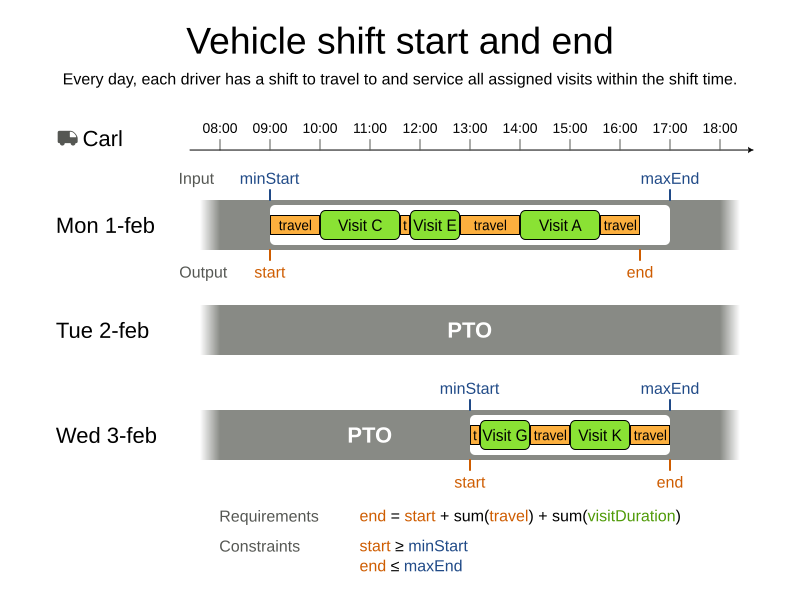 Vehicle shift start and end
Every day, each driver has a shift to travel to and service all assigned visits within the shift time.
Carl
08:00 09:00 10:00 11:00 12:00 13:00 14:00 15:00 16:00 17:00 18:00
Input minStart maxEnd
Mon 1-feb travel Visit C t Visit E travel Visit A travel
Output start end
Tue 2-feb PTO
minStart maxEnd
Wed 3-feb PTO t Visit G travel Visit K travel
start end
Requirements end = start + sum(travel) + sum(visitDuration)
Constraints start ≥ minStart
end ≤ maxEnd